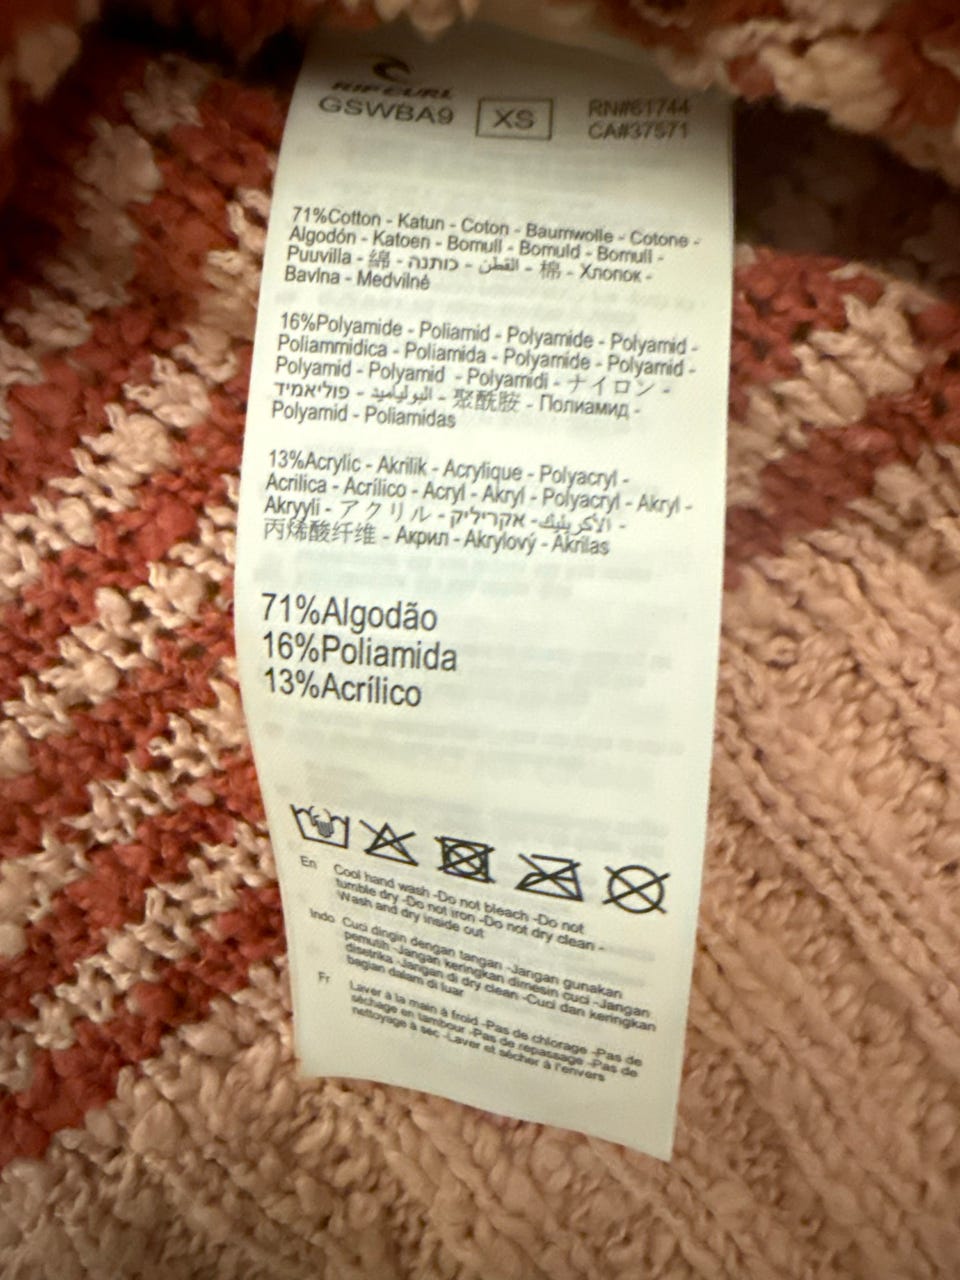 RIP CURL
GSWBA9 XS RN#61744
CA#37571
71%Cotton - Katun - Coton - Baumwolle - Cotone -
Algodón - Katoen - Bomull - Bomuld - Bomull -
Puuvilla - 綿 - כותנה - القطن - 棉 - Хлопок -
Bavlna - Medvilnė
16%Polyamide - Poliamid - Polyamide - Polyamid -
Poliammidica - Poliamida - Polyamide - Polyamid -
Polyamid - Polyamid - Polyamidi - ナイロン -
פוליאמיד - البولياميد - 聚酰胺 - Полиамид -
Polyamid - Poliamidas
13%Acrylic - Akrilik - Acrylique - Polyacryl -
Acrilica - Acrílico - Acryl - Akryl - Polyacryl - Akryl -
Akryyli - アクリル - אקריליק - الأكريليك -
丙烯酸纤维 - Акрил - Akrylový - Akrilas
71%Algodão
16%Poliamida
13%Acrílico
En Cool hand wash -Do not bleach -Do not
tumble dry -Do not iron -Do not dry clean -
Wash and dry inside out
Indo Cuci dingin dengan tangan -Jangan gunakan
pemutih -Jangan keringkan dimesin cuci -Jangan
disetrika -Jangan di dry clean -Cuci dan keringkan
bagian dalam di luar
Fr Laver à la main à froid -Pas de chlorage -Pas de
séchage en tambour -Pas de repassage -Pas de
nettoyage à sec -Laver et sécher à l'envers